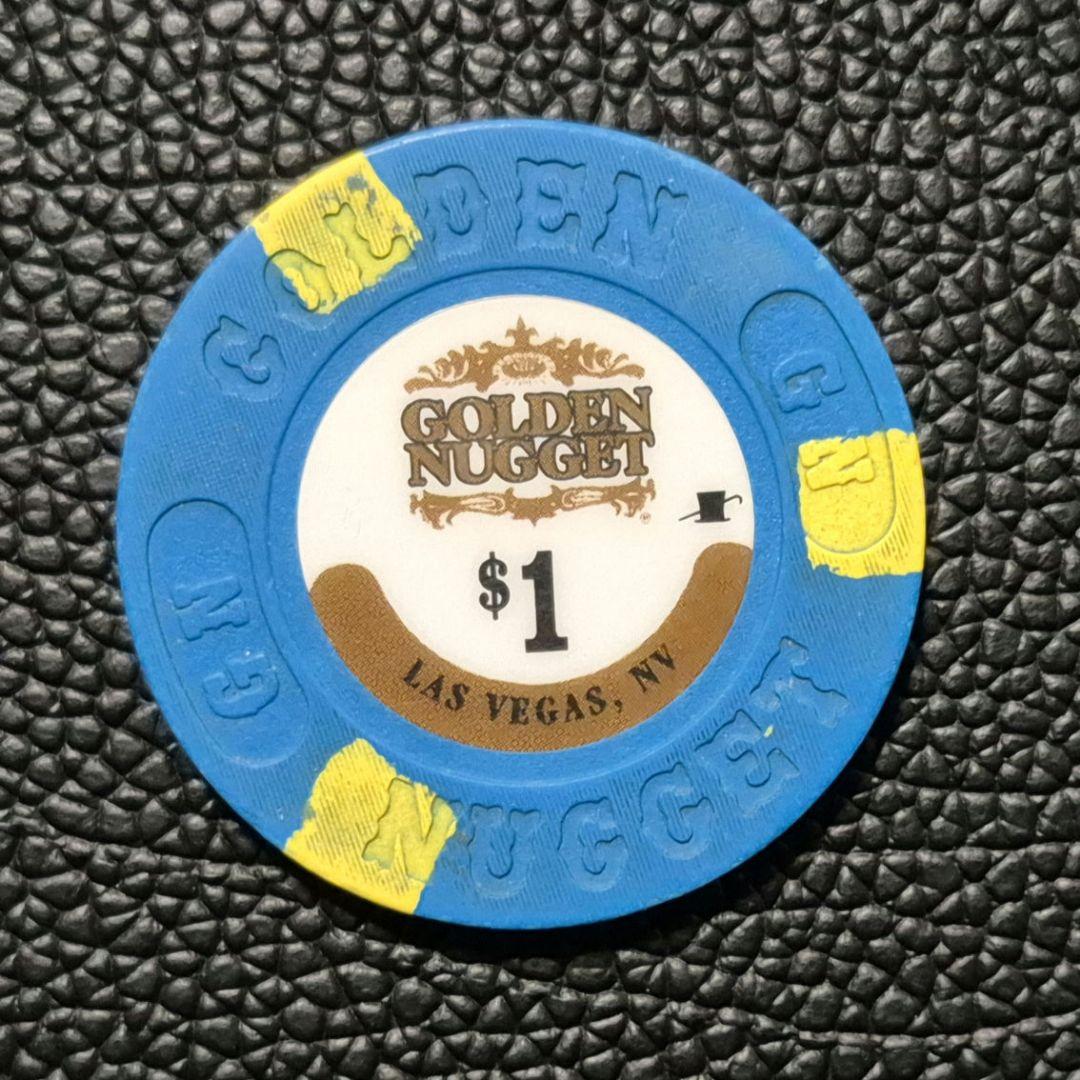 GOLDEN
GN
NUGGET
GN
GOLDEN
NUGGET
$1
LAS VEGAS, NV